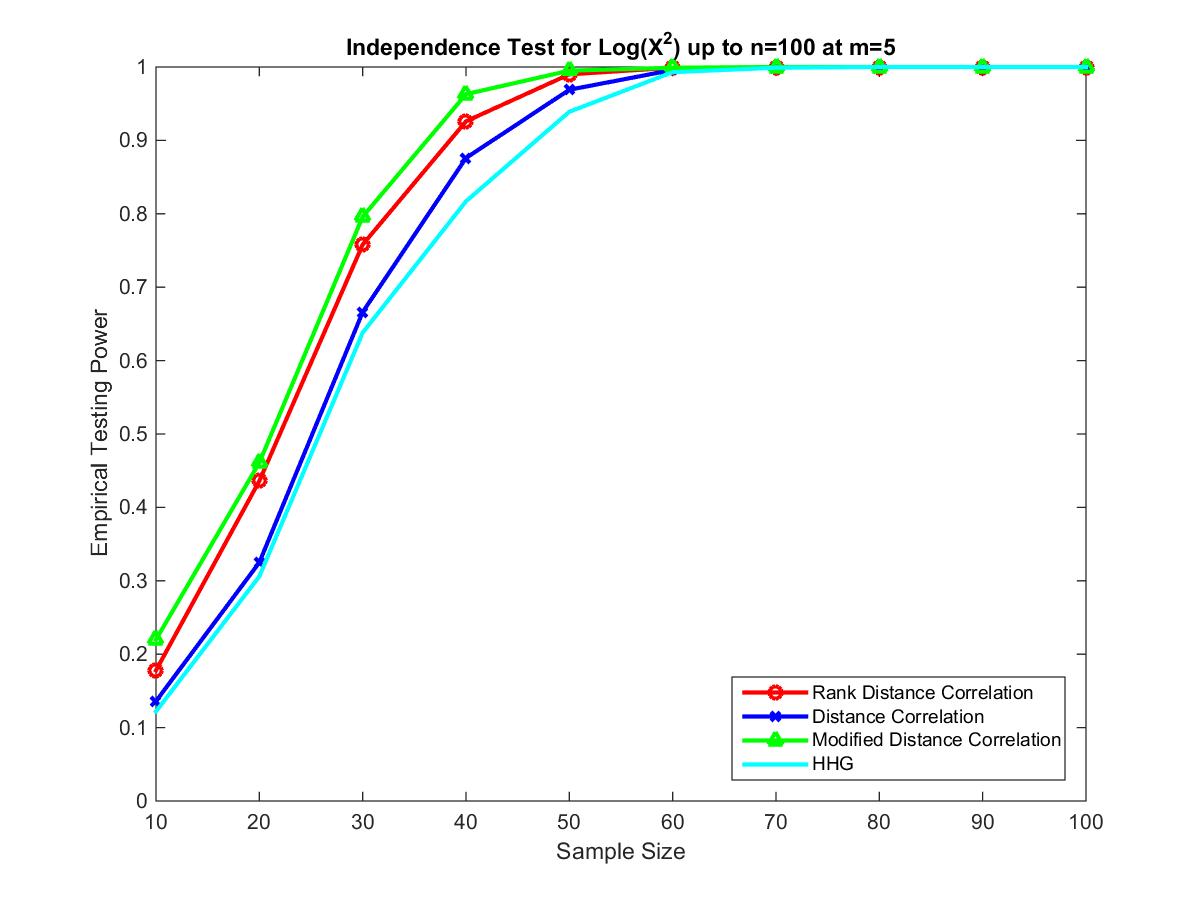 Independence Test for Log(X²) up to n=100 at m=5
1
0.9
0.8
0.7
0.6
0.5
0.4
0.3
0.2
0.1
0
Empirical Testing Power
10 20 30 40 50 60 70 80 90 100
Sample Size
Rank Distance Correlation
Distance Correlation
Modified Distance Correlation
HHG